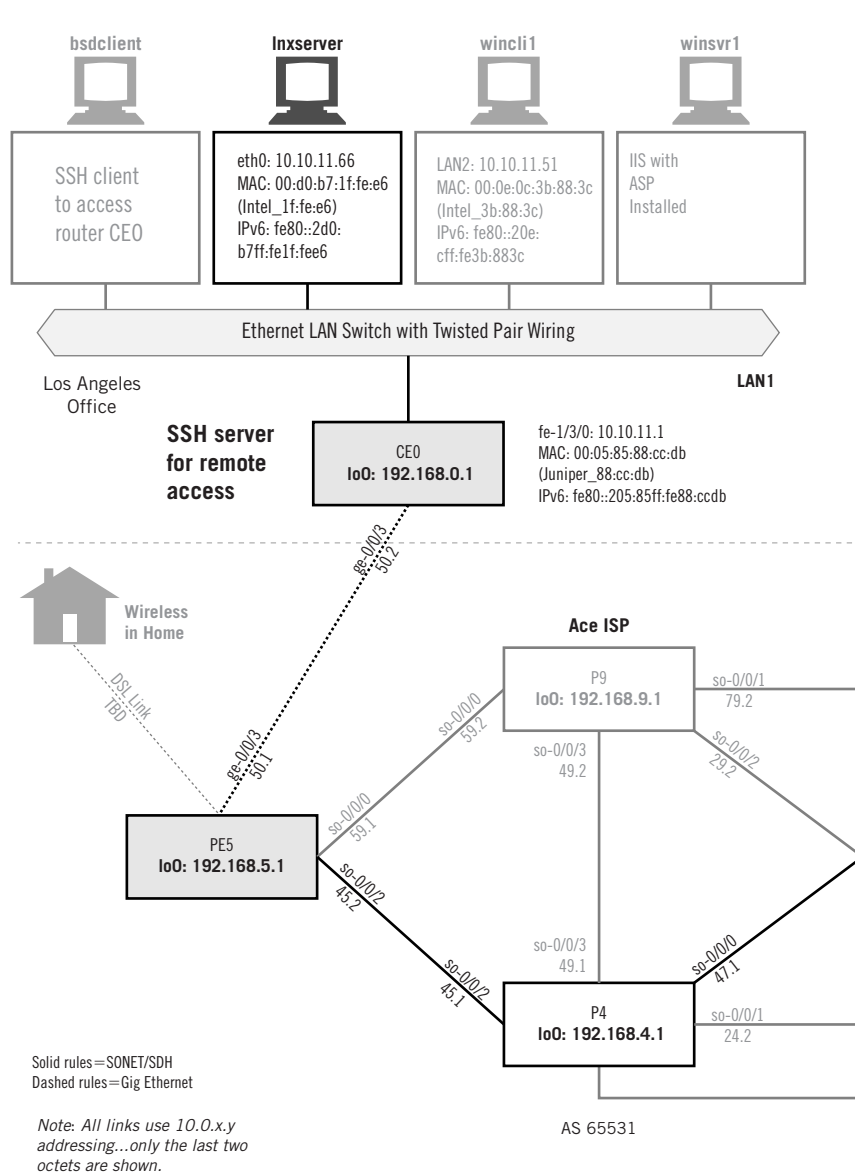 bsdclient
lnxserver
wincli1
winsvr1
SSH client
to access
router CE0
eth0: 10.10.11.66
MAC: 00:d0:b7:1f:fe:e6
(Intel_1f:fe:e6)
IPv6: fe80::2d0:
b7ff:fe1f:fee6
LAN2: 10.10.11.51
MAC: 00:0e:0c:3b:88:3c
(Intel_3b:88:3c)
IPv6: fe80::20e:
cff:fe3b:883c
IIS with
ASP
Installed
Ethernet LAN Switch with Twisted Pair Wiring
Los Angeles
Office
LAN1
SSH server
for remote
access
CE0
lo0: 192.168.0.1
fe-1/3/0: 10.10.11.1
MAC: 00:05:85:88:cc:db
(Juniper_88:cc:db)
IPv6: fe80::205:85ff:fe88:ccdb
ge-0/0/3
50.2
Wireless
in Home
DSL Link
TBD
ge-0/0/3
50.1
Ace ISP
P9
lo0: 192.168.9.1
so-0/0/1
79.2
so-0/0/0
59.2
so-0/0/3
49.2
so-0/0/2
29.2
so-0/0/0
59.1
PE5
lo0: 192.168.5.1
so-0/0/2
45.2
so-0/0/2
45.1
so-0/0/3
49.1
so-0/0/0
47.1
P4
lo0: 192.168.4.1
so-0/0/1
24.2
Solid rules=SONET/SDH
Dashed rules=Gig Ethernet
Note: All links use 10.0.x.y
addressing...only the last two
octets are shown.
AS 65531